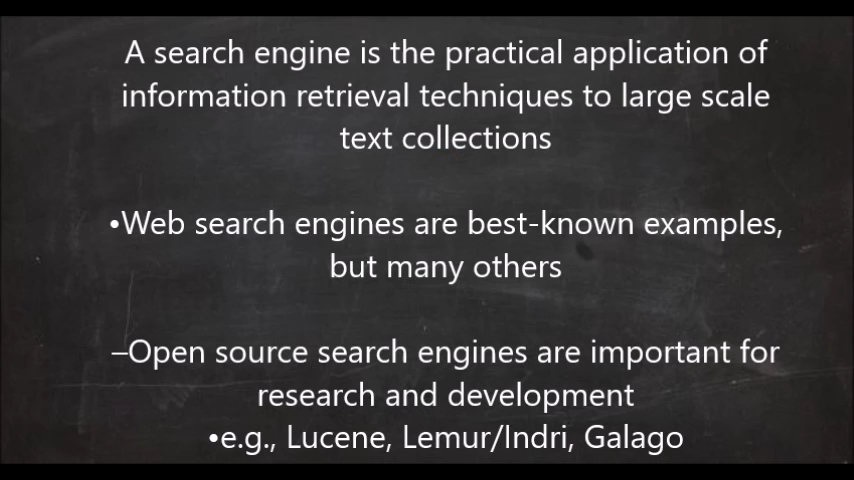 A search engine is the practical application of
information retrieval techniques to large scale
text collections
•Web search engines are best-known examples,
but many others
–Open source search engines are important for
research and development
•e.g., Lucene, Lemur/Indri, Galago